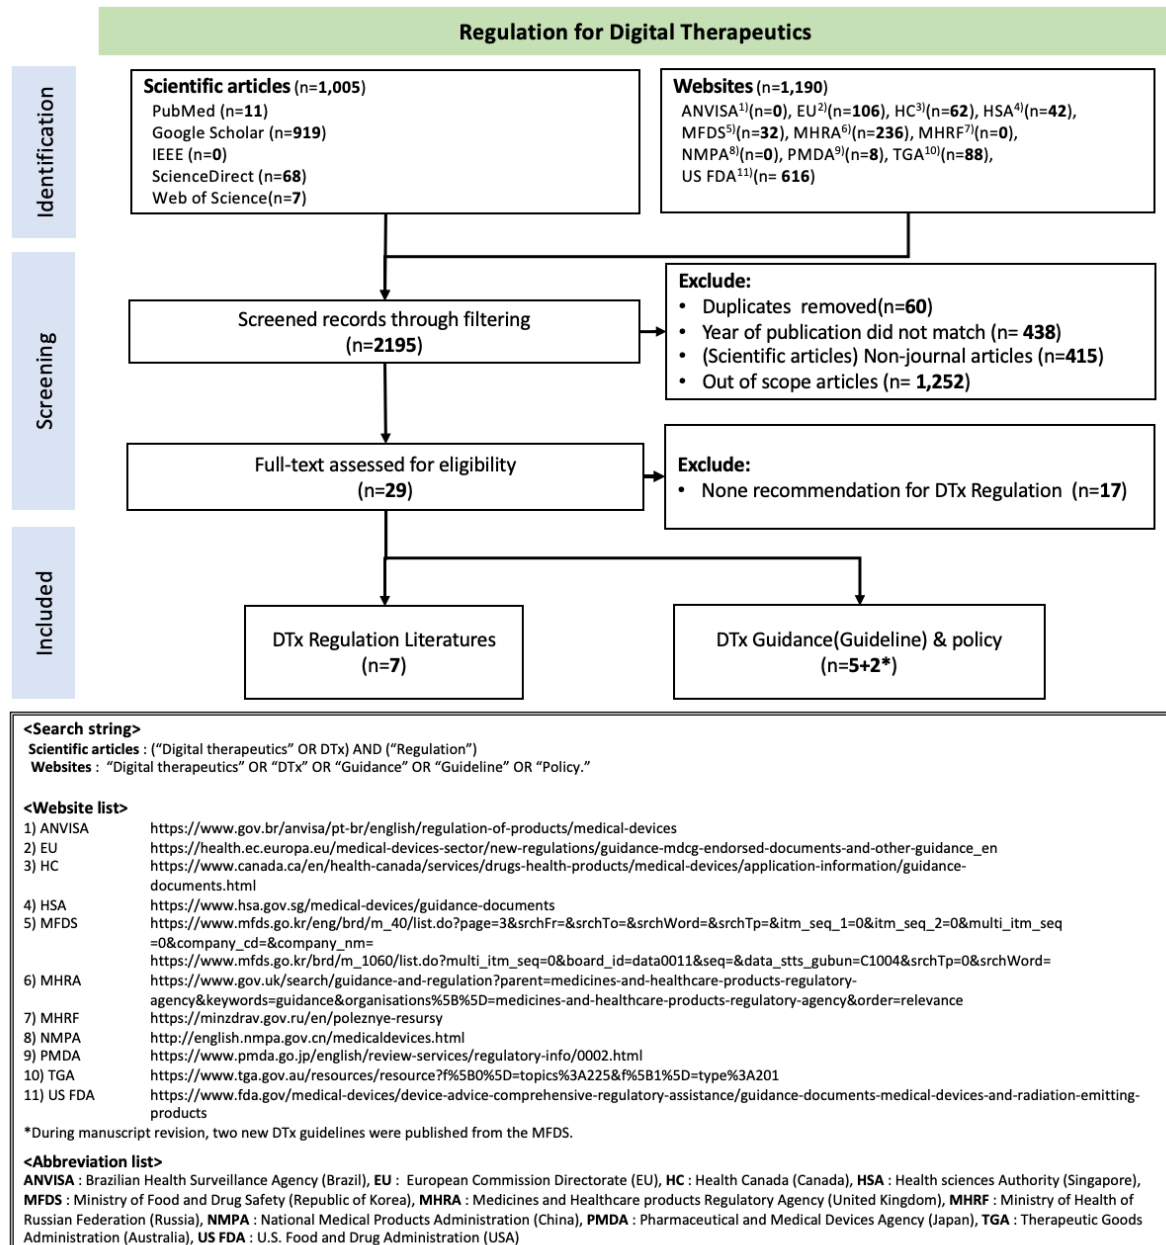 Regulation for Digital Therapeutics
Identification
Scientific articles (n=1,005)
PubMed (n=11)
Google Scholar (n=919)
IEEE (n=0)
ScienceDirect (n=68)
Web of Science(n=7)
Websites (n=1,190)
ANVISA1)(n=0), EU2)(n=106), HC3)(n=62), HSA4)(n=42),
MFDS5)(n=32), MHRA6)(n=236), MHRF7)(n=0),
NMPA8)(n=0), PMDA9)(n=8), TGA10)(n=88),
US FDA11)(n= 616)
Screening
Screened records through filtering
(n=2195)
Exclude:
• Duplicates removed(n=60)
• Year of publication did not match (n= 438)
• (Scientific articles) Non-journal articles (n=415)
• Out of scope articles (n= 1,252)
Full-text assessed for eligibility
(n=29)
Exclude:
• None recommendation for DTx Regulation (n=17)
Included
DTx Regulation Literatures
(n=7)
DTx Guidance(Guideline) & policy
(n=5+2*)
<Search string>
Scientific articles : (“Digital therapeutics” OR DTx) AND (“Regulation”)
Websites : “Digital therapeutics” OR “DTx” OR “Guidance” OR “Guideline” OR “Policy.”
<Website list>
1) ANVISA https://www.gov.br/anvisa/pt-br/english/regulation-of-products/medical-devices
2) EU https://health.ec.europa.eu/medical-devices-sector/new-regulations/guidance-mdcg-endorsed-documents-and-other-guidance_en
3) HC https://www.canada.ca/en/health-canada/services/drugs-health-products/medical-devices/application-information/guidance-
documents.html
4) HSA https://www.hsa.gov.sg/medical-devices/guidance-documents
5) MFDS https://www.mfds.go.kr/eng/brd/m_40/list.do?page=3&srchFr=&srchTo=&srchWord=&srchTp=&itm_seq_1=0&itm_seq_2=0&multi_itm_seq
=0&company_cd=&company_nm=
https://www.mfds.go.kr/brd/m_1060/list.do?multi_itm_seq=0&board_id=data0011&seq=&data_stts_gubun=C1004&srchTp=0&srchWord=
6) MHRA https://www.gov.uk/search/guidance-and-regulation?parent=medicines-and-healthcare-products-regulatory-
agency&keywords=guidance&organisations%5B%5D=medicines-and-healthcare-products-regulatory-agency&order=relevance
7) MHRF https://minzdrav.gov.ru/en/poleznye-resursy
8) NMPA http://english.nmpa.gov.cn/medicaldevices.html
9) PMDA https://www.pmda.go.jp/english/review-services/regulatory-info/0002.html
10) TGA https://www.tga.gov.au/resources/resource?f%5B0%5D=topics%3A225&f%5B1%5D=type%3A201
11) US FDA https://www.fda.gov/medical-devices/device-advice-comprehensive-regulatory-assistance/guidance-documents-medical-devices-and-radiation-emitting-
products
*During manuscript revision, two new DTx guidelines were published from the MFDS.
<Abbreviation list>
ANVISA : Brazilian Health Surveillance Agency (Brazil), EU : European Commission Directorate (EU), HC : Health Canada (Canada), HSA : Health sciences Authority (Singapore),
MFDS : Ministry of Food and Drug Safety (Republic of Korea), MHRA : Medicines and Healthcare products Regulatory Agency (United Kingdom), MHRF : Ministry of Health of
Russian Federation (Russia), NMPA : National Medical Products Administration (China), PMDA : Pharmaceutical and Medical Devices Agency (Japan), TGA : Therapeutic Goods
Administration (Australia), US FDA : U.S. Food and Drug Administration (USA)